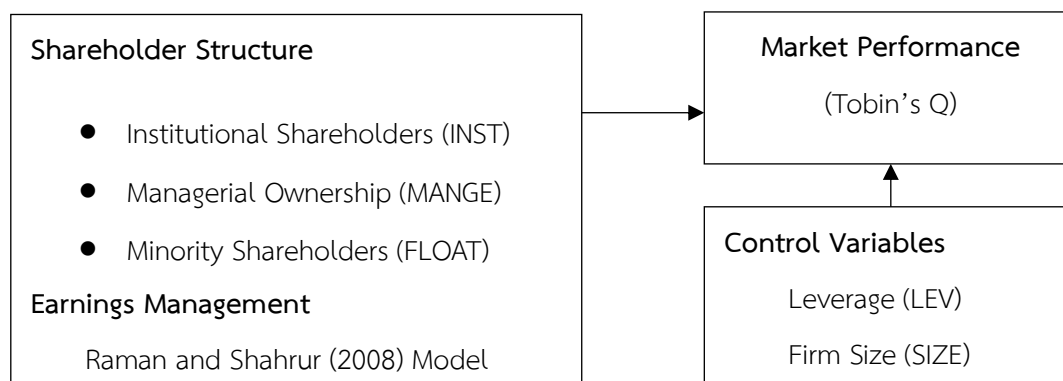 Shareholder Structure
● Institutional Shareholders (INST)
● Managerial Ownership (MANGE)
● Minority Shareholders (FLOAT)
Earnings Management
Raman and Shahrur (2008) Model
Market Performance
(Tobin’s Q)
Control Variables
Leverage (LEV)
Firm Size (SIZE)